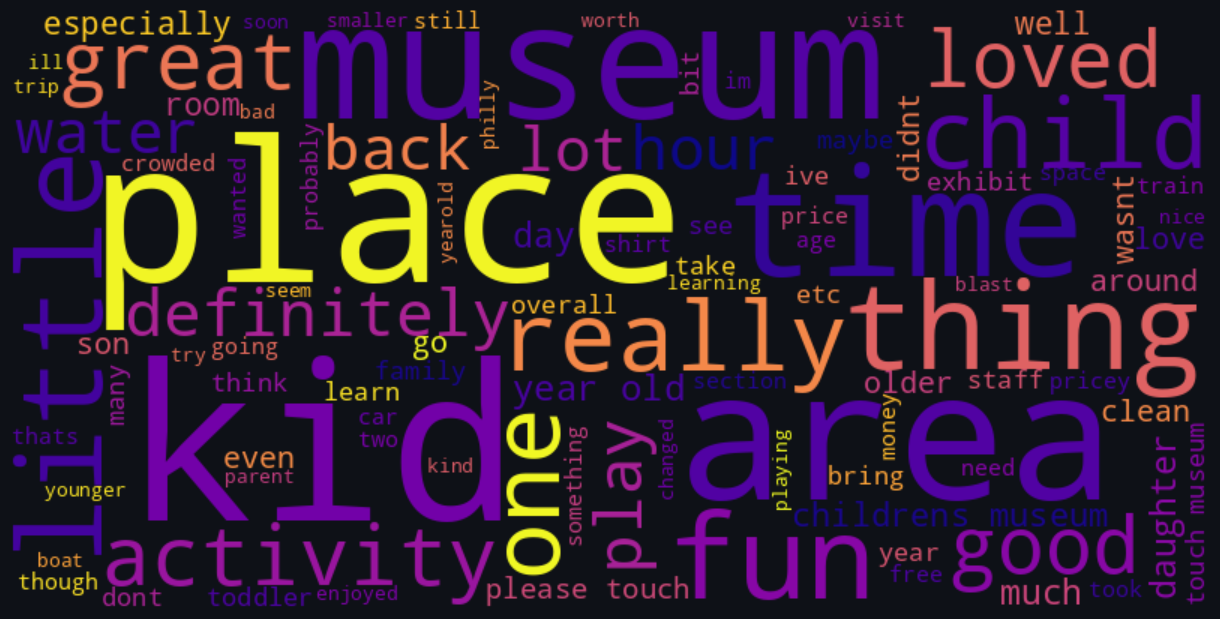 especially
soon
smaller
still
worth
visit
well
great
museum
loved
ill
trip
room
bad
bit
im
philly
water
crowded
wanted
probably
back
lot
hour
maybe
didnt
child
little
place
yearold
day
shirt
see
time
ive
price
age
exhibit
space
train
wasnt
nice
love
definitely
seem
take
learning
overall
etc
really
thing
blast
around
son
try
going
go
many
think
family
learn
year old
section
older
staff
pricey
kid
car
two
thats
even
parent
kind
younger
one
something
play
changed
area
playing
money
bring
need
clean
childrens museum
daughter
touch museum
boat
though
activity
dont
toddler
enjoyed
please touch
fun
year
free
good
much
took